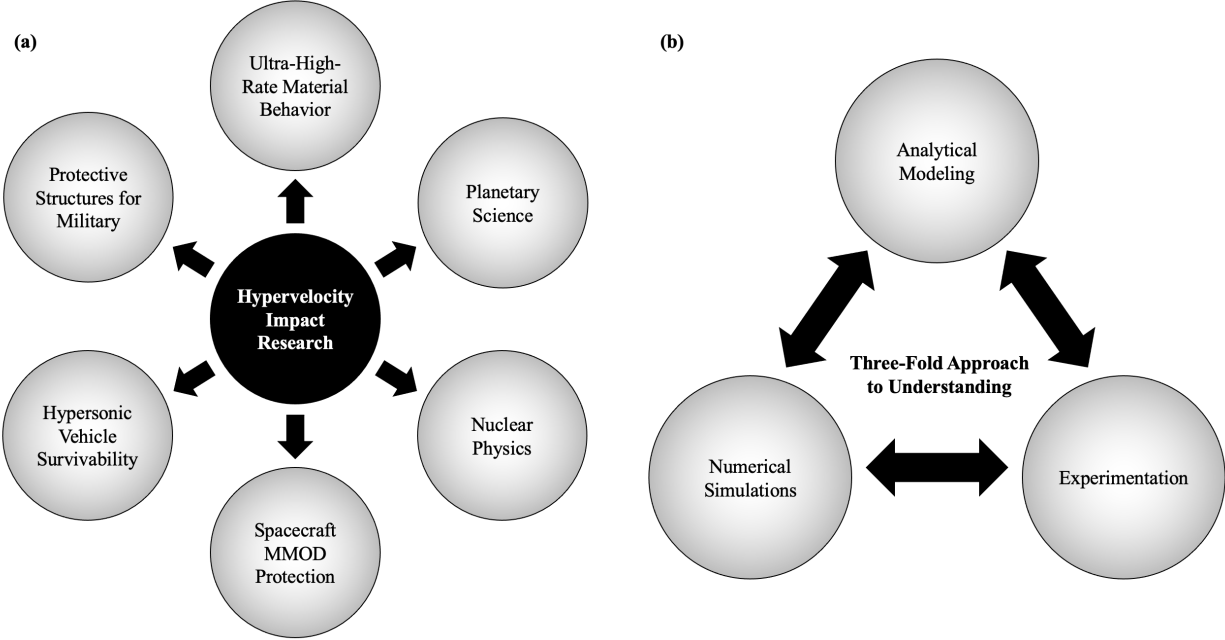 (a)
Ultra-High-
Rate Material
Behavior
Protective
Structures for
Military
Planetary
Science
Hypervelocity
Impact
Research
Hypersonic
Vehicle
Survivability
Nuclear
Physics
Spacecraft
MMOD
Protection
(b)
Analytical
Modeling
Three-Fold Approach
to Understanding
Numerical
Simulations
Experimentation